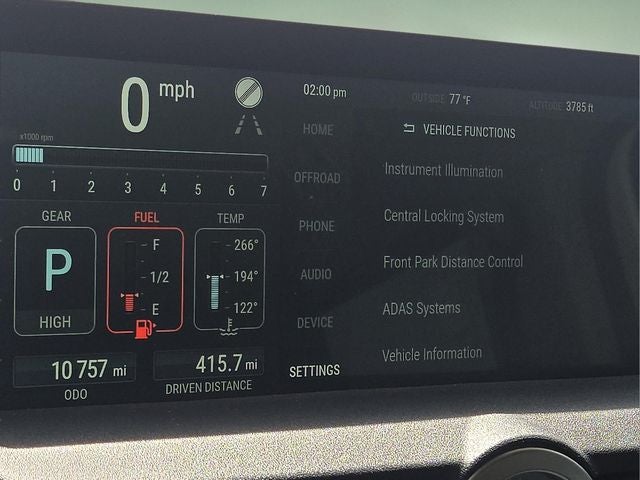 0 mph
x1000 rpm
0 1 2 3 4 5 6 7
GEAR
P
HIGH
FUEL
F
1/2
E
TEMP
266°
194°
122°
10 757 mi
ODO
415.7 mi
DRIVEN DISTANCE
02:00 pm
HOME
OFFROAD
PHONE
AUDIO
DEVICE
SETTINGS
OUTSIDE 77 °F
ALTITUDE 3785 ft
VEHICLE FUNCTIONS
Instrument Illumination
Central Locking System
Front Park Distance Control
ADAS Systems
Vehicle Information